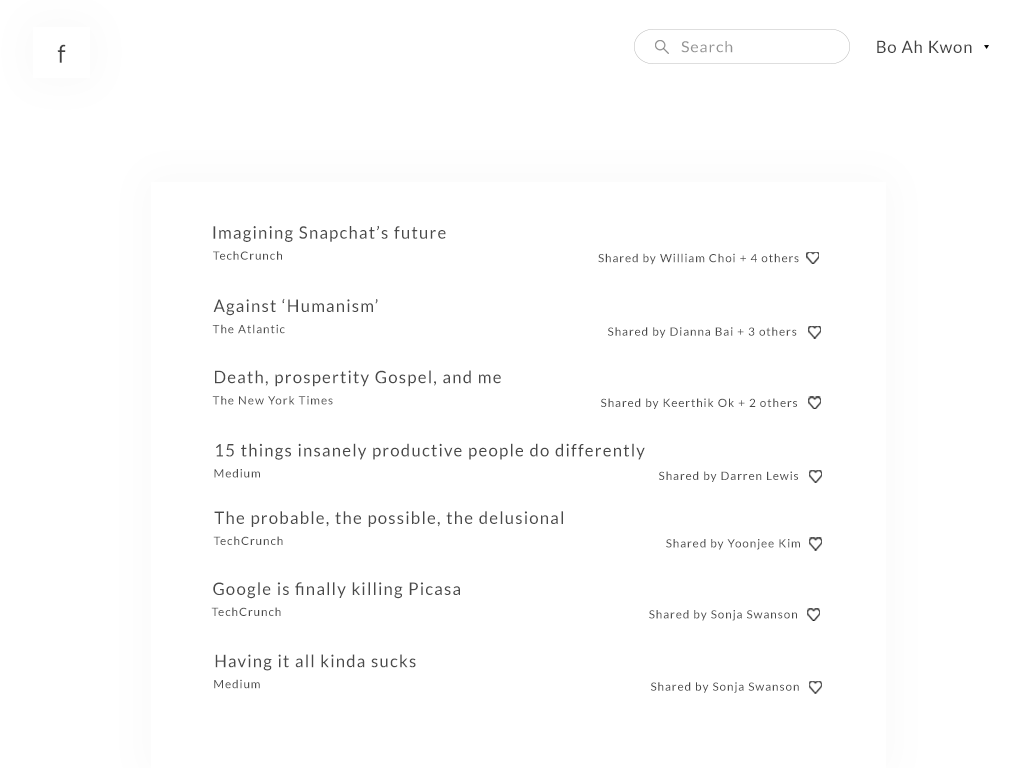 f
Search
Bo Ah Kwon
Imagining Snapchat’s future
TechCrunch
Shared by William Choi + 4 others
Against ‘Humanism’
The Atlantic
Shared by Dianna Bai + 3 others
Death, prospertity Gospel, and me
The New York Times
Shared by Keerthik Ok + 2 others
15 things insanely productive people do differently
Medium
Shared by Darren Lewis
The probable, the possible, the delusional
TechCrunch
Shared by Yoonjee Kim
Google is finally killing Picasa
TechCrunch
Shared by Sonja Swanson
Having it all kinda sucks
Medium
Shared by Sonja Swanson